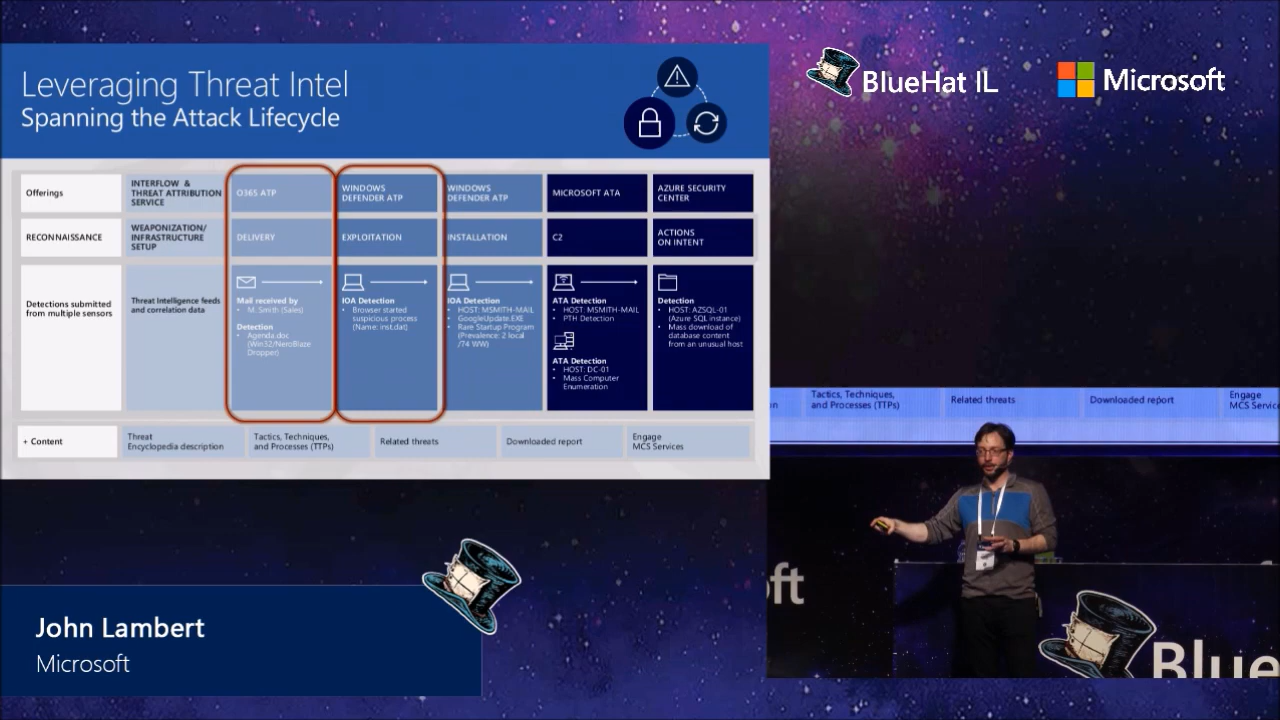 Leveraging Threat Intel
Spanning the Attack Lifecycle
BlueHat IL
Microsoft
Offerings
INTERFLOW &
THREAT ATTRIBUTION
SERVICE
O365 ATP
WINDOWS
DEFENDER ATP
WINDOWS
DEFENDER ATP
MICROSOFT ATA
AZURE SECURITY
CENTER
RECONNAISSANCE
WEAPONIZATION/
INFRASTRUCTURE
SETUP
DELIVERY
EXPLOITATION
INSTALLATION
C2
ACTIONS
ON INTENT
Detections submitted
from multiple sensors
Threat Intelligence feeds
and correlation data
Mail received by
• M. Smith (Sales)
Detection
• Agenda.doc
(Win32/NeroBlaze
Dropper)
IOA Detection
• Browser started
suspicious process
(Name: inst.dat)
IOA Detection
• HOST: MSMITH-MAIL
• GoogleUpdate.EXE
• Rare Startup Program
(Prevalence: 2 local
/74 WW)
ATA Detection
• HOST: MSMITH-MAIL
• PTH Detection
ATA Detection
• HOST: DC-01
• Mass Computer
Enumeration
Detection
• HOST: AZSQL-01
(Azure SQL instance)
• Mass download of
database content
from an unusual host
+ Content
Threat
Encyclopedia description
Tactics, Techniques,
and Processes (TTPs)
Related threats
Downloaded report
Engage
MCS Services
on
Tactics, Techniques,
and Processes (TTPs)
Related threats
Downloaded report
Engage
MCS Service
oft
Blue
John Lambert
Microsoft